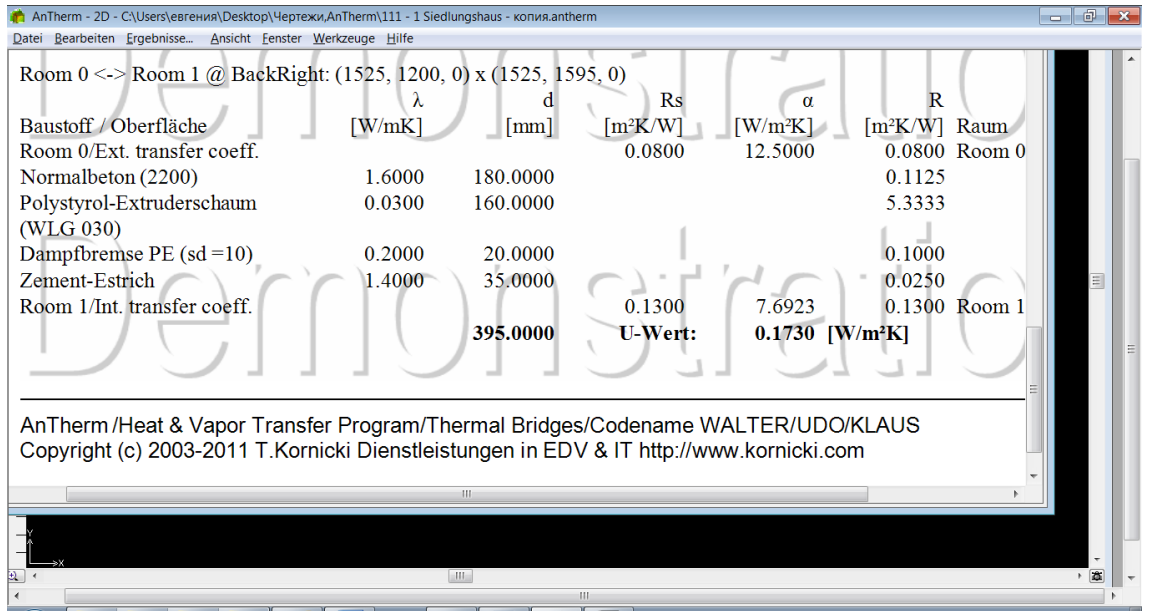 AnTherm - 2D - C:\Users\евгения\Desktop\Чертежи,AnTherm\111 - 1 Siedlungshaus - копия.antherm
Datei Bearbeiten Ergebnisse... Ansicht Fenster Werkzeuge Hilfe
Room 0 <-> Room 1 @ BackRight: (1525, 1200, 0) x (1525, 1595, 0)
λ d Rs α R
Baustoff / Oberfläche [W/mK] [mm] [m²K/W] [W/m²K] [m²K/W] Raum
Room 0/Ext. transfer coeff. 0.0800 12.5000 0.0800 Room 0
Normalbeton (2200) 1.6000 180.0000 0.1125
Polystyrol-Extruderschaum 0.0300 160.0000 5.3333
(WLG 030)
Dampfbremse PE (sd =10) 0.2000 20.0000 0.1000
Zement-Estrich 1.4000 35.0000 0.0250
Room 1/Int. transfer coeff. 0.1300 7.6923 0.1300 Room 1
395.0000 U-Wert: 0.1730 [W/m²K]
Demonstratio
Demonstratio
AnTherm /Heat & Vapor Transfer Program/Thermal Bridges/Codename WALTER/UDO/KLAUS
Copyright (c) 2003-2011 T.Kornicki Dienstleistungen in EDV & IT http://www.kornicki.com
Y
X